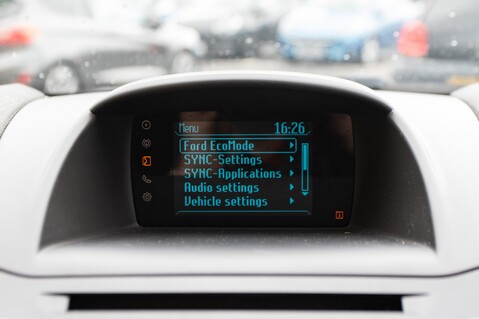 Menu 16:26
Ford EcoMode
SYNC-Settings
SYNC-Applications
Audio settings
Vehicle settings